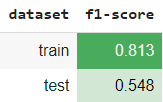 dataset f1-score
train 0.813
test 0.548